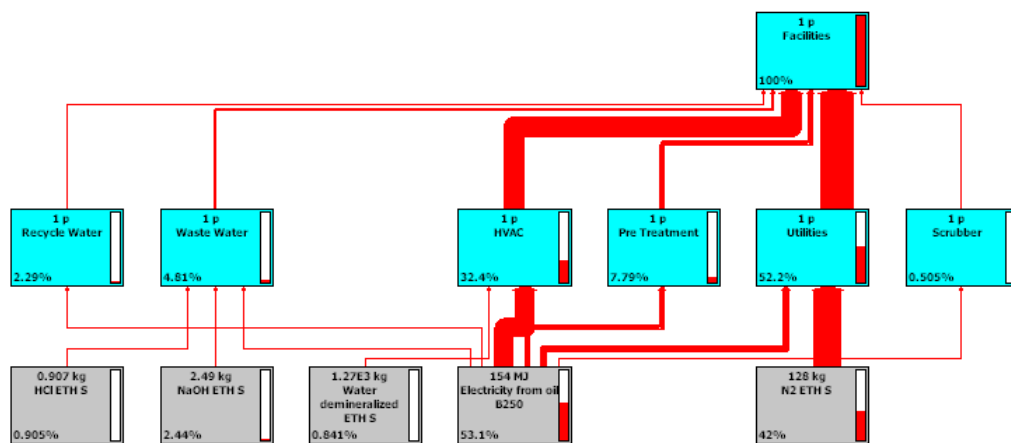 1 p
Facilities
100%
1 p
Recycle Water
2.29%
1 p
Waste Water
4.81%
1 p
HVAC
32.4%
1 p
Pre Treatment
7.79%
1 p
Utilities
52.2%
1 p
Scrubber
0.505%
0.907 kg
HCl ETH S
0.905%
2.49 kg
NaOH ETH S
2.44%
1.27E3 kg
Water
demineralized
ETH S
0.841%
154 MJ
Electricity from oil
B250
53.1%
128 kg
N2 ETH S
42%